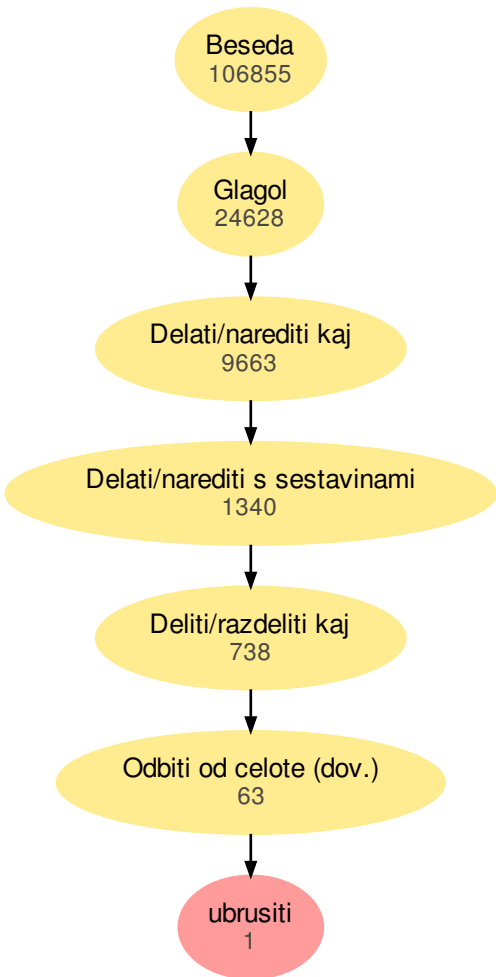 Beseda
106855
Glagol
24628
Delati/narediti kaj
9663
Delati/narediti s sestavinami
1340
Deliti/razdeliti kaj
738
Odbiti od celote (dov.)
63
ubrusiti
1